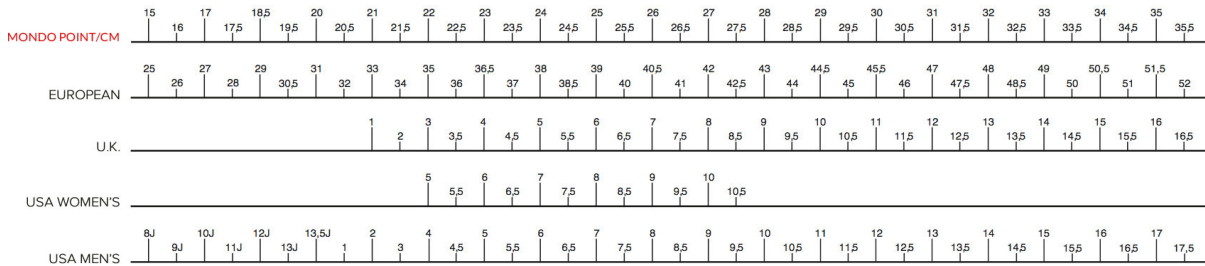 15 17 18,5 20 21 22 23 24 25 26 27 28 29 30 31 32 33 34 35
MONDO POINT/CM 16 17,5 19,5 20,5 21,5 22,5 23,5 24,5 25,5 26,5 27,5 28,5 29,5 30,5 31,5 32,5 33,5 34,5 35,5
25 27 29 31 33 35 36,5 38 39 40,5 42 43 44,5 45,5 47 48 49 50,5 51,5
EUROPEAN 26 28 30,5 32 34 36 37 38,5 40 41 42,5 44 45 46 47,5 48,5 50 51 52
1 3 4 5 6 7 8 9 10 11 12 13 14 15 16
U.K. 2 3,5 4,5 5,5 6,5 7,5 8,5 9,5 10,5 11,5 12,5 13,5 14,5 15,5 16,5
5 6 7 8 9 10
USA WOMEN'S 5,5 6,5 7,5 8,5 9,5 10,5
8J 10J 12J 13,5J 2 4 5 6 7 8 9 10 11 12 13 14 15 16 17
USA MEN'S 9J 11J 13J 1 3 4,5 5,5 6,5 7,5 8,5 9,5 10,5 11,5 12,5 13,5 14,5 15,5 16,5 17,5